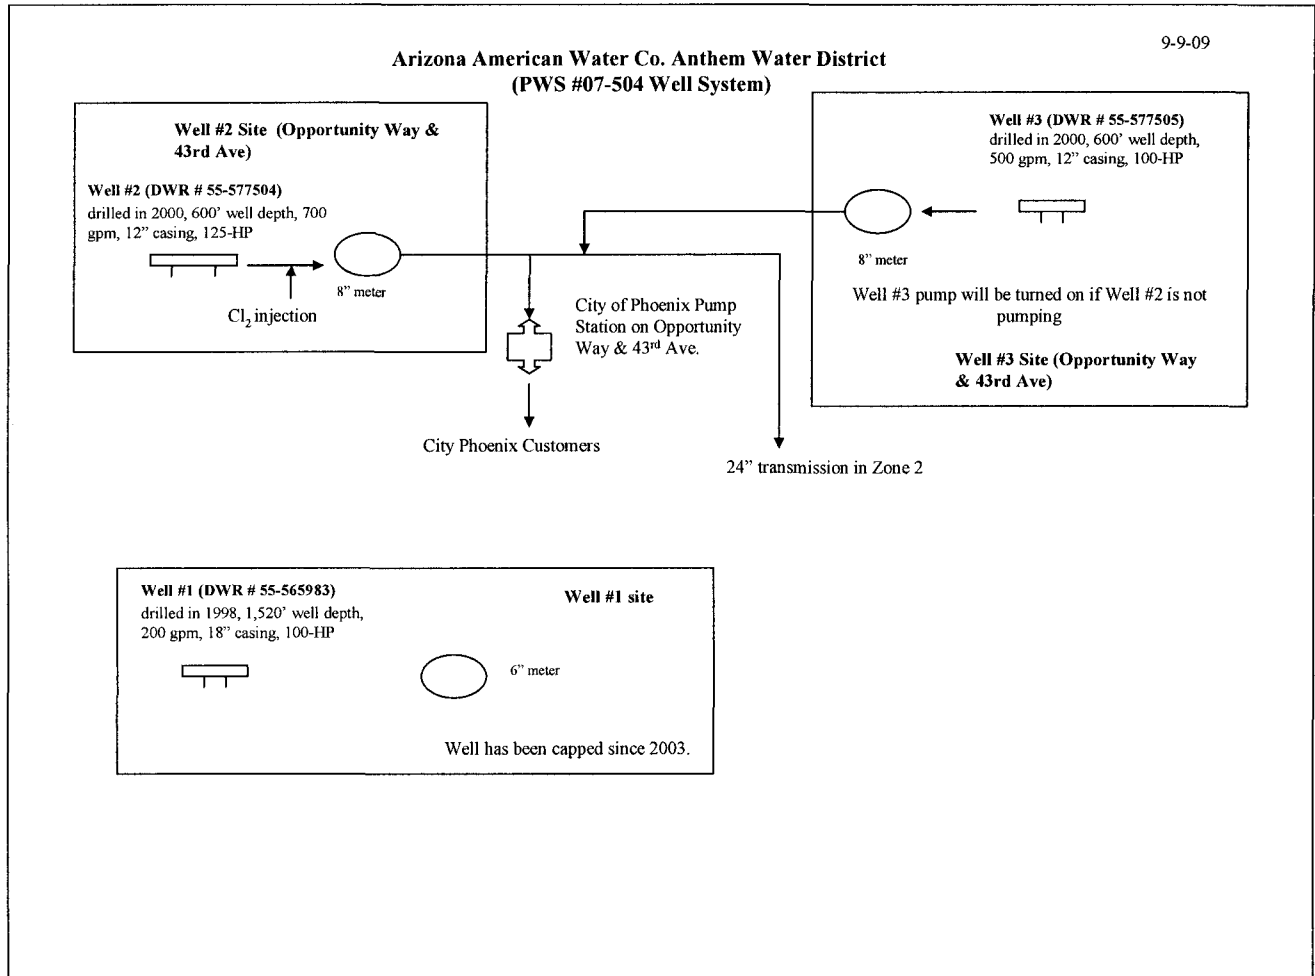 9-9-09
Arizona American Water Co. Anthem Water District
(PWS #07-504 Well System)
Well #2 Site (Opportunity Way &
43rd Ave)
Well #2 (DWR # 55-577504)
drilled in 2000, 600' well depth, 700
gpm, 12" casing, 125-HP
8" meter
Cl2 injection
City of Phoenix Pump
Station on Opportunity
Way & 43rd Ave.
City Phoenix Customers
24" transmission in Zone 2
Well #3 (DWR # 55-577505)
drilled in 2000, 600' well depth,
500 gpm, 12" casing, 100-HP
8" meter
Well #3 pump will be turned on if Well #2 is not
pumping
Well #3 Site (Opportunity Way
& 43rd Ave)
Well #1 (DWR # 55-565983)
drilled in 1998, 1,520' well depth,
200 gpm, 18" casing, 100-HP
Well #1 site
6" meter
Well has been capped since 2003.